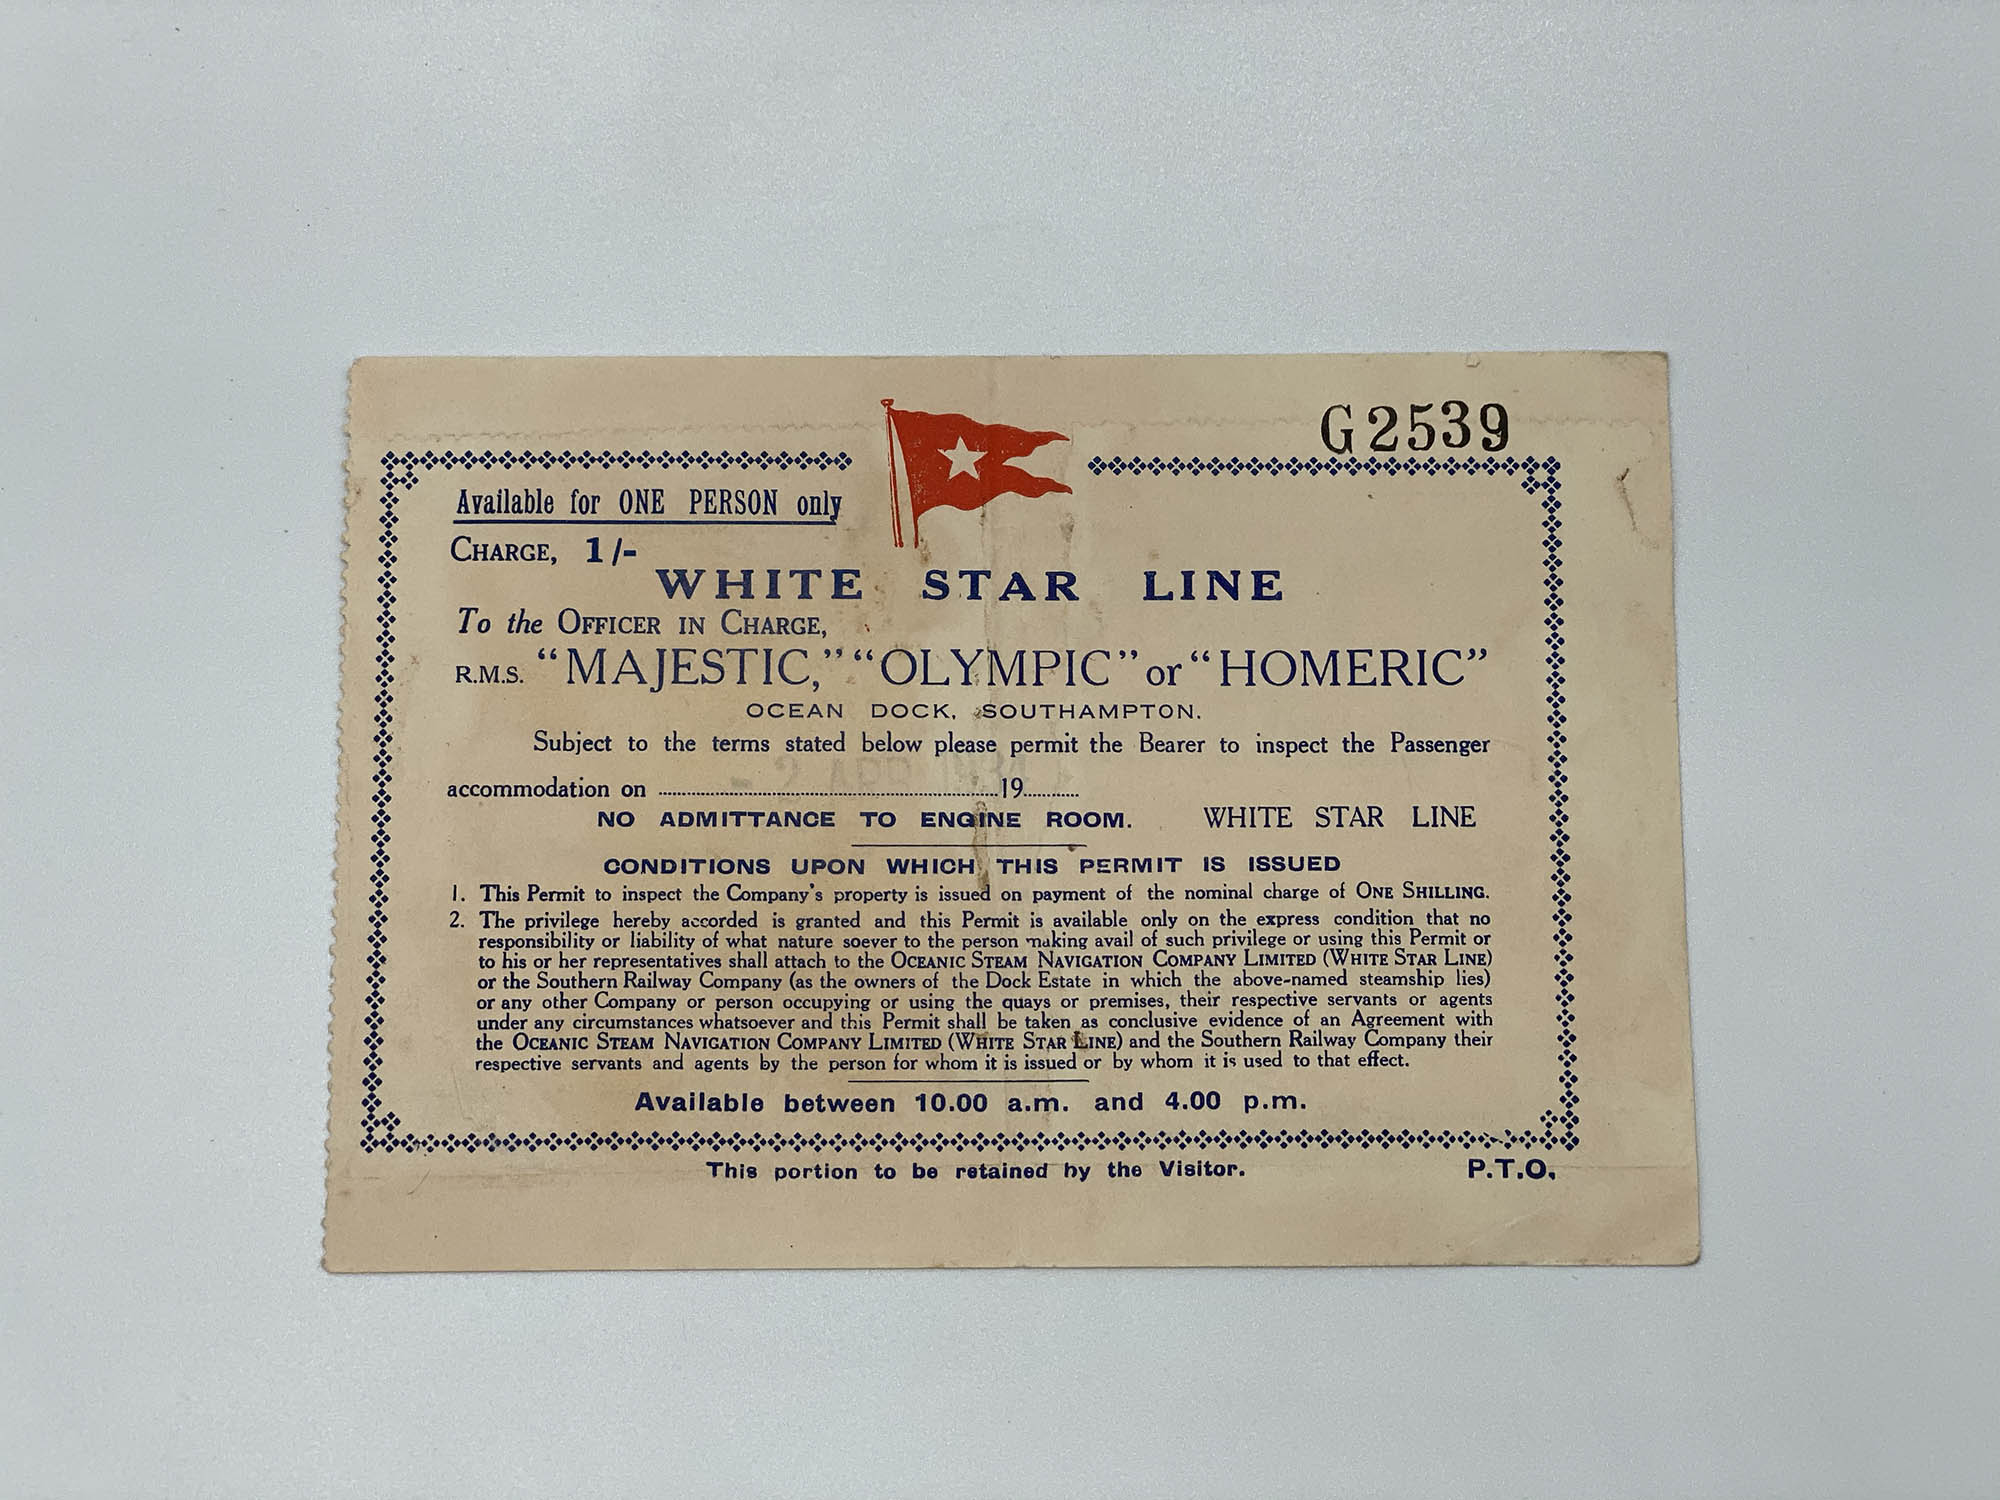 G2539
Available for ONE PERSON only
CHARGE, 1/-
WHITE STAR LINE
To the OFFICER IN CHARGE,
R.M.S. “MAJESTIC,” “OLYMPIC” or “HOMERIC”
OCEAN DOCK, SOUTHAMPTON.
Subject to the terms stated below please permit the Bearer to inspect the Passenger
- 2 APR
accommodation on ........................ 19.........
NO ADMITTANCE TO ENGINE ROOM. WHITE STAR LINE
CONDITIONS UPON WHICH THIS PERMIT IS ISSUED
1. This Permit to inspect the Company's property is issued on payment of the nominal charge of ONE SHILLING.
2. The privilege hereby accorded is granted and this Permit is available only on the express condition that no
responsibility or liability of what nature soever to the person making avail of such privilege or using this Permit or
to his or her representatives shall attach to the OCEANIC STEAM NAVIGATION COMPANY LIMITED (WHITE STAR LINE)
or the Southern Railway Company (as the owners of the Dock Estate in which the above-named steamship lies)
or any other Company or person occupying or using the quays or premises, their respective servants or agents
under any circumstances whatsoever and this Permit shall be taken as conclusive evidence of an Agreement with
the OCEANIC STEAM NAVIGATION COMPANY LIMITED (WHITE STAR LINE) and the Southern Railway Company their
respective servants and agents by the person for whom it is issued or by whom it is used to that effect.
Available between 10.00 a.m. and 4.00 p.m.
This portion to be retained by the Visitor. P.T.O.